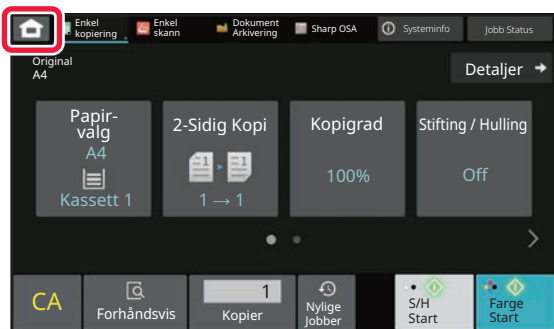 Enkel
kopiering
Enkel
skann
Dokument
Arkivering
Sharp OSA
Systeminfo
Jobb Status
Original
A4
Detaljer
Papir-
valg
A4
Kassett 1
2-Sidig Kopi
1
1
1 → 1
Kopigrad
100%
Stifting / Hulling
Off
CA
Forhåndsvis
1
Kopier
Nylige
Jobber
S/H
Start
Farge
Start